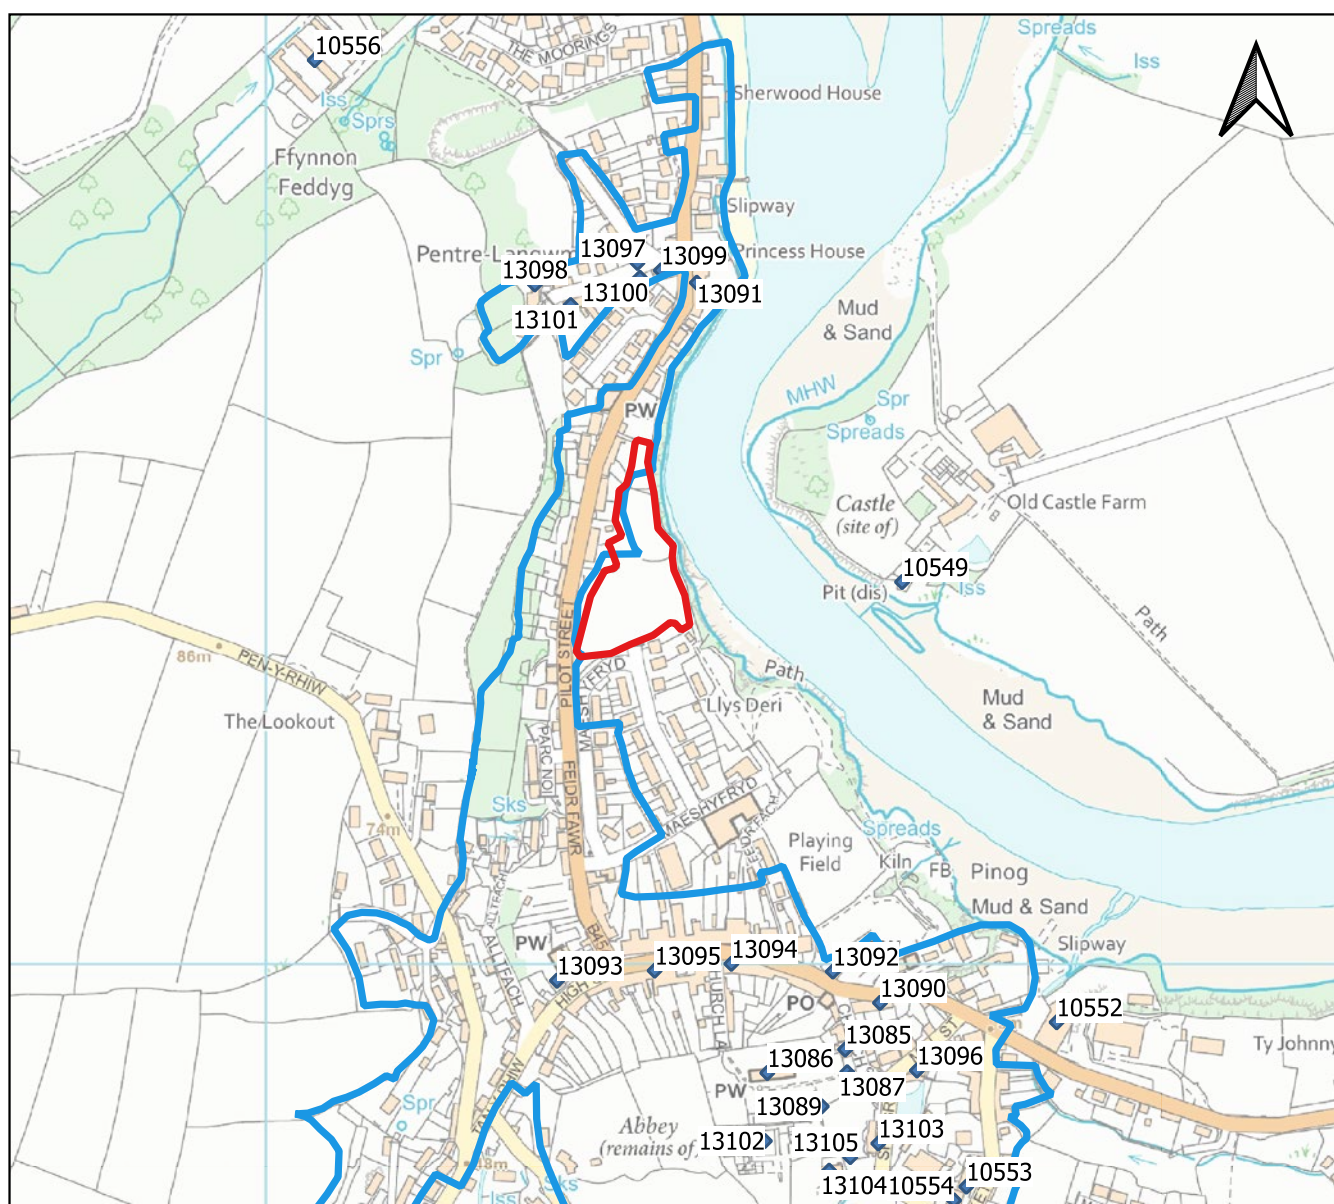 10556
THE MOORINGS
Spreads
Iss
Iss
Sprs
Sherwood House
Ffynnon
Feddyg
Slipway
Pentre-Langwm
13097
13099
Princess House
13098
13100
13091
13101
Mud
& Sand
Spr
MHW
Spr
Spreads
PW
Castle
(site of)
Old Castle Farm
10549
Pit (dis)
Iss
Path
PILOT STREET
86m
PEN-Y-RHIW
Path
Mud
& Sand
The Lookout
Llys Deri
PARC NOI
FEIDR FAWR
MAESHYFRYD
Sks
74m
Playing
Field
Spreads
Kiln
FB
Pinog
Mud & Sand
ALLTFACH
ALLTFACH
PW
Slipway
13093
13095
13094
13092
HIGH
13090
PO
10552
13085
Ty Johnny
13086
13096
PW
13087
Spr
13089
Abbey
(remains of)
13102
13105
13103
10553
13104
10554
Iss
Sks